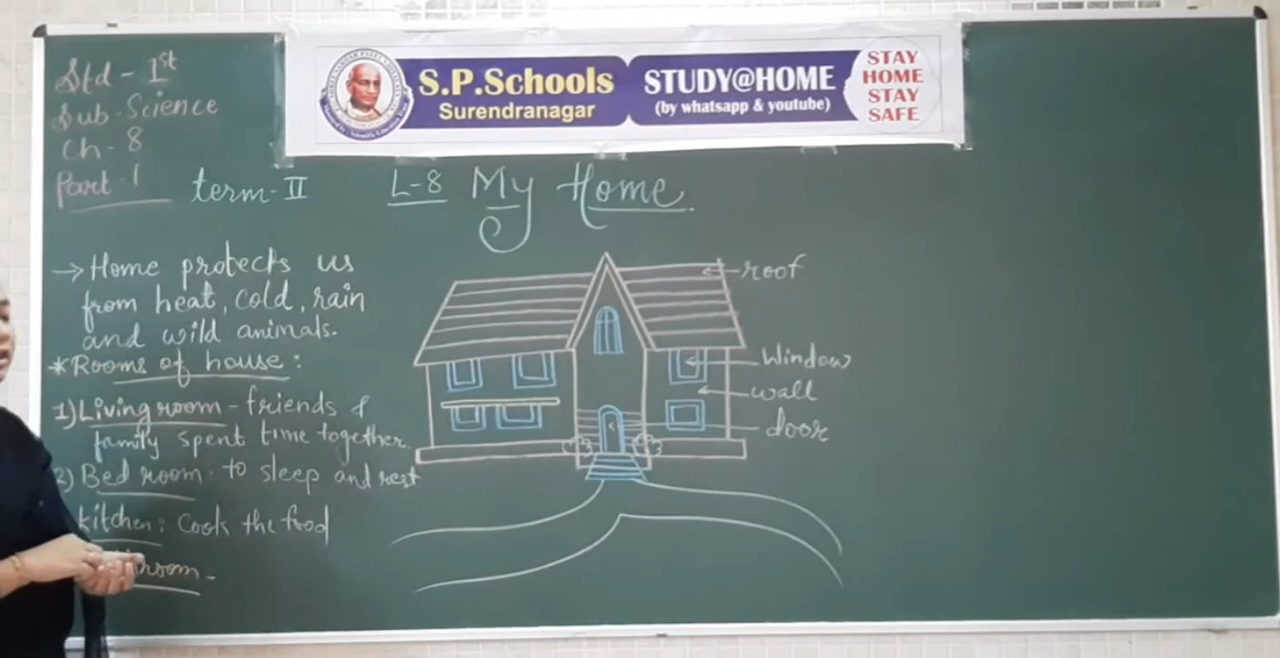 Std - 1st
Sub - Science
Ch - 8
Part - 1
term - II
S.P.Schools
Surendranagar
STUDY@HOME
(by whatsapp & youtube)
STAY
HOME
STAY
SAFE
L-8 My Home
→ Home protects us
from heat, cold, rain
and wild animals.
* Rooms of house :
1) Living room - friends &
family spent time together.
2) Bed room - to sleep and rest
kitchen : Cook the food
room -
roof
Window
wall
door